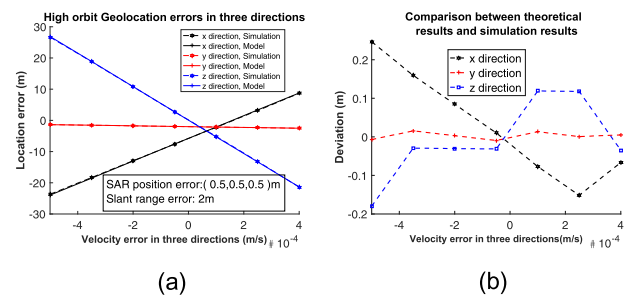 High orbit Geolocation errors in three directions
30
20
10
0
-10
-20
-30
Location error (m)
x direction, Simulation
x direction, Model
y direction, Simulation
y direction, Model
z direction, Simulation
z direction, Model
SAR position error:( 0.5,0.5,0.5 )m
Slant range error: 2m
-4 -2 0 2 4
Velocity error in three directions (m/s) # 10^-4
(a)
Comparison between theoretical
results and simulation results
0.2
0.1
0
-0.1
-0.2
Deviation (m)
x direction
y direction
z direction
-4 -2 0 2 4
Velocity error in three directions(m/s) # 10^-4
(b)